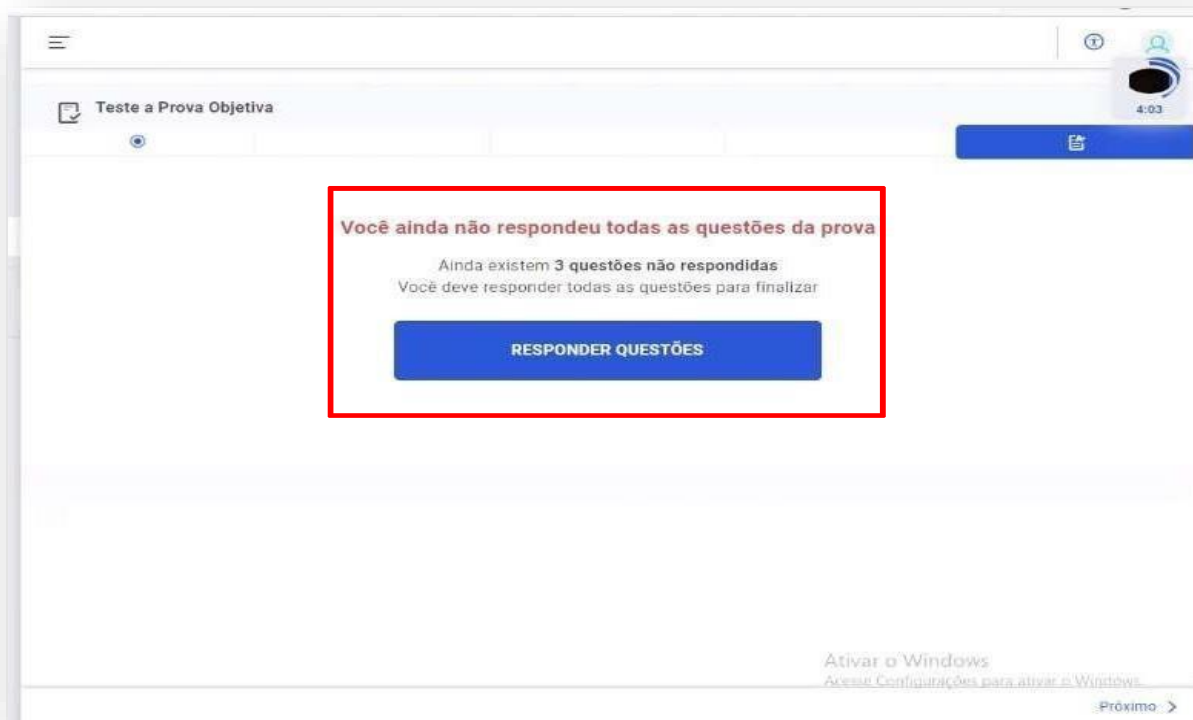 Teste a Prova Objetiva
4:03
Você ainda não respondeu todas as questões da prova
Ainda existem 3 questões não respondidas
Você deve responder todas as questões para finalizar
RESPONDER QUESTÕES
Ativar o Windows
Acesse Configurações para ativar o Windows.
Próximo >